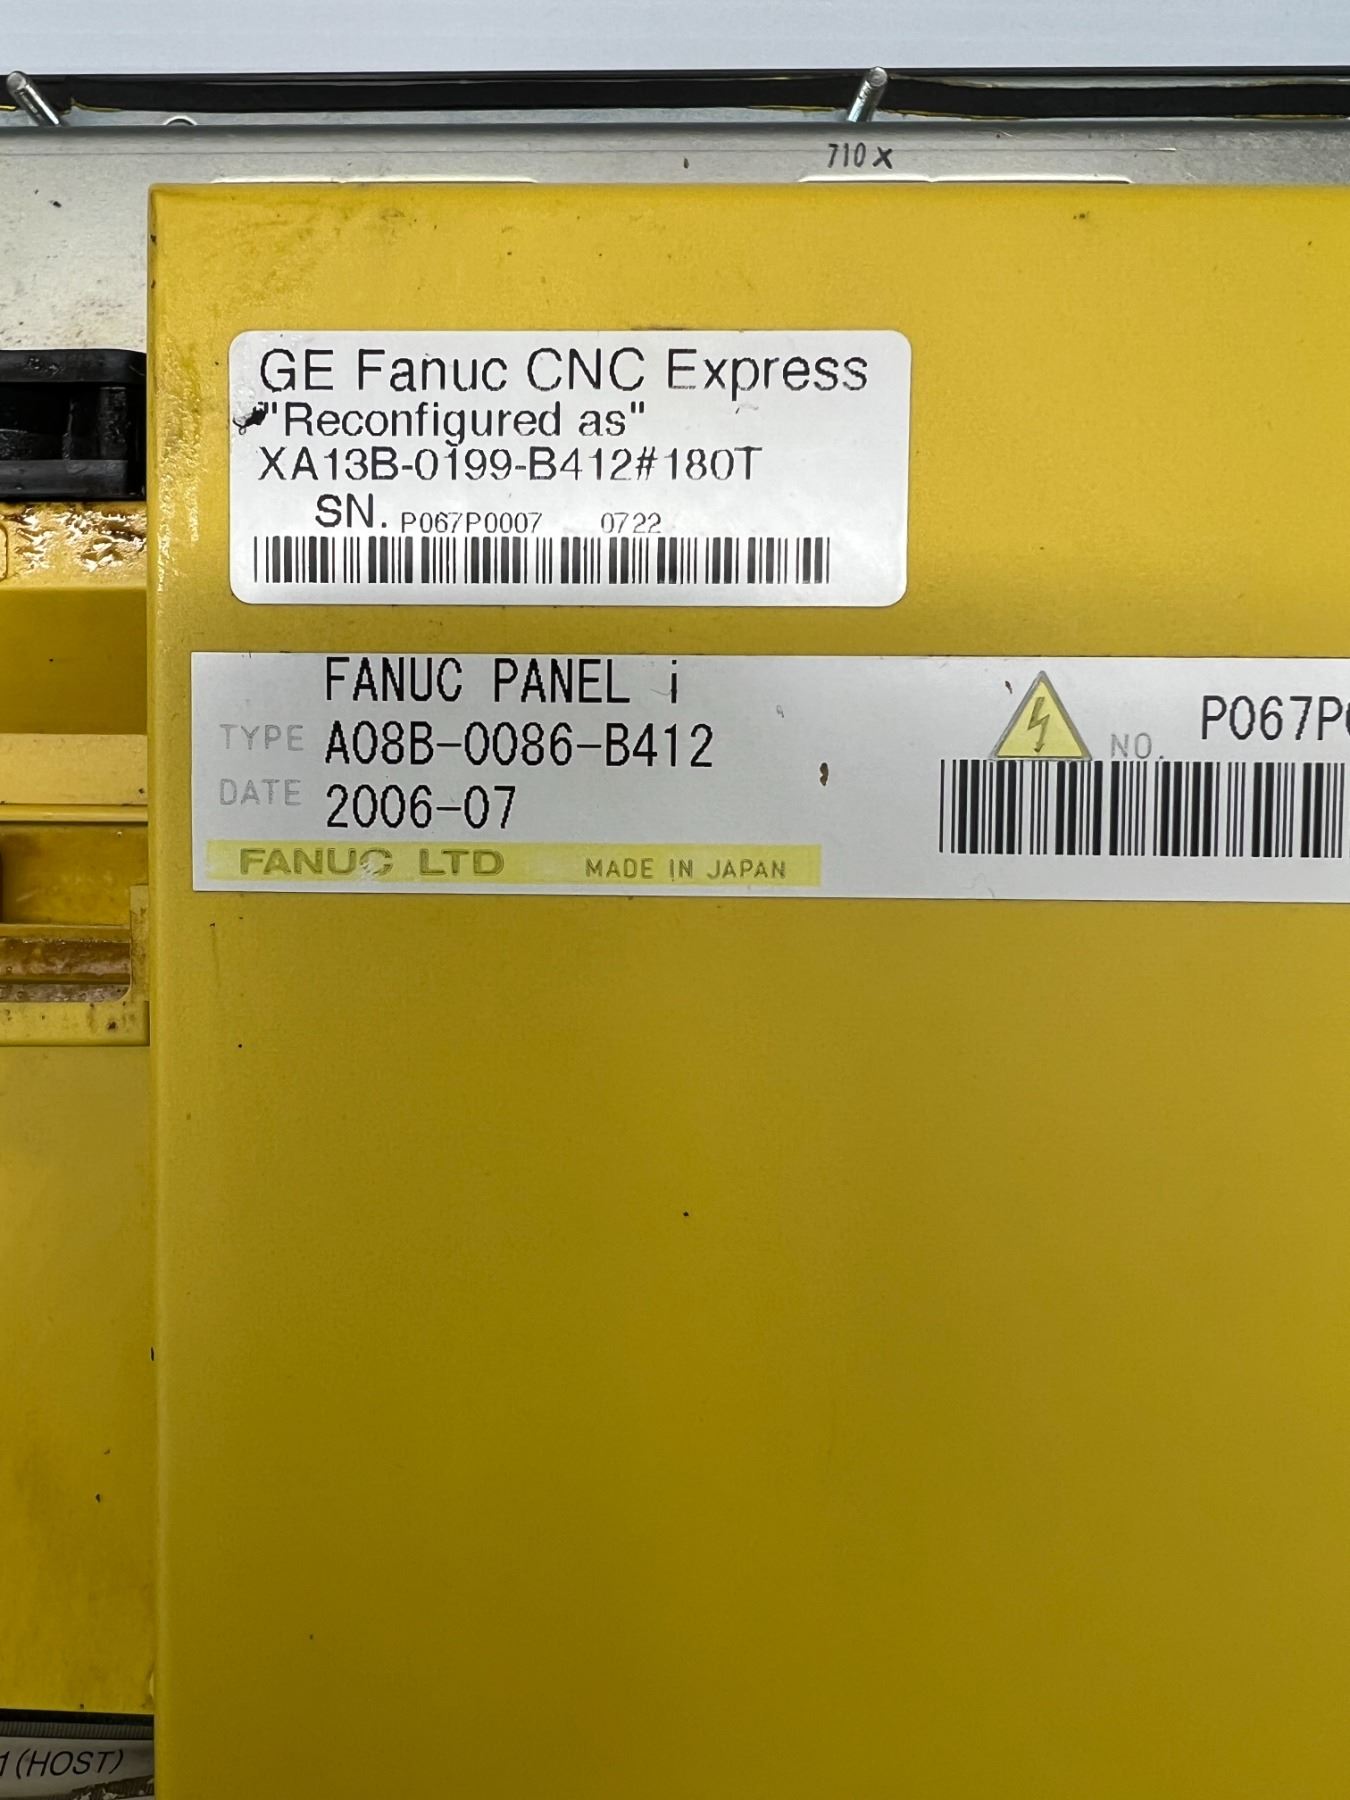 710 X
GE Fanuc CNC Express
"Reconfigured as"
XA13B-0199-B412#180T
SN. P067P0007 0722
FANUC PANEL i
TYPE A08B-0086-B412
NO. P067P
DATE 2006-07
FANUC LTD MADE IN JAPAN
1(HOST)